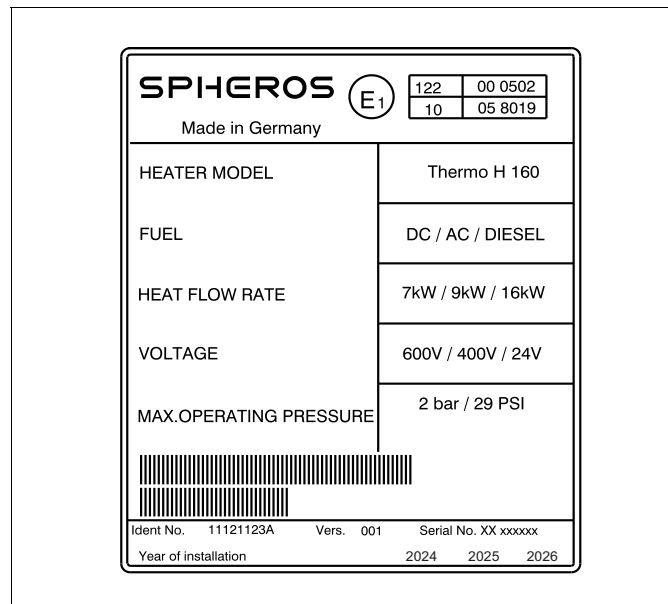 SPHEROS E1 122 00 0502
10 05 8019
Made in Germany
HEATER MODEL Thermo H 160
FUEL DC / AC / DIESEL
HEAT FLOW RATE 7kW / 9kW / 16kW
VOLTAGE 600V / 400V / 24V
MAX.OPERATING PRESSURE 2 bar / 29 PSI
Ident No. 11121123A Vers. 001 Serial No. XX xxxxxx
Year of installation 2024 2025 2026